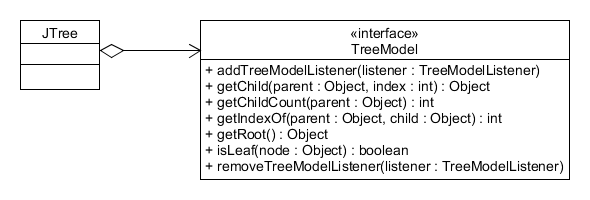 JTree
«interface»
TreeModel
+ addTreeModelListener(listener : TreeModelListener)
+ getChild(parent : Object, index : int) : Object
+ getChildCount(parent : Object) : int
+ getIndexOf(parent : Object, child : Object) : int
+ getRoot() : Object
+ isLeaf(node : Object) : boolean
+ removeTreeModelListener(listener : TreeModelListener)